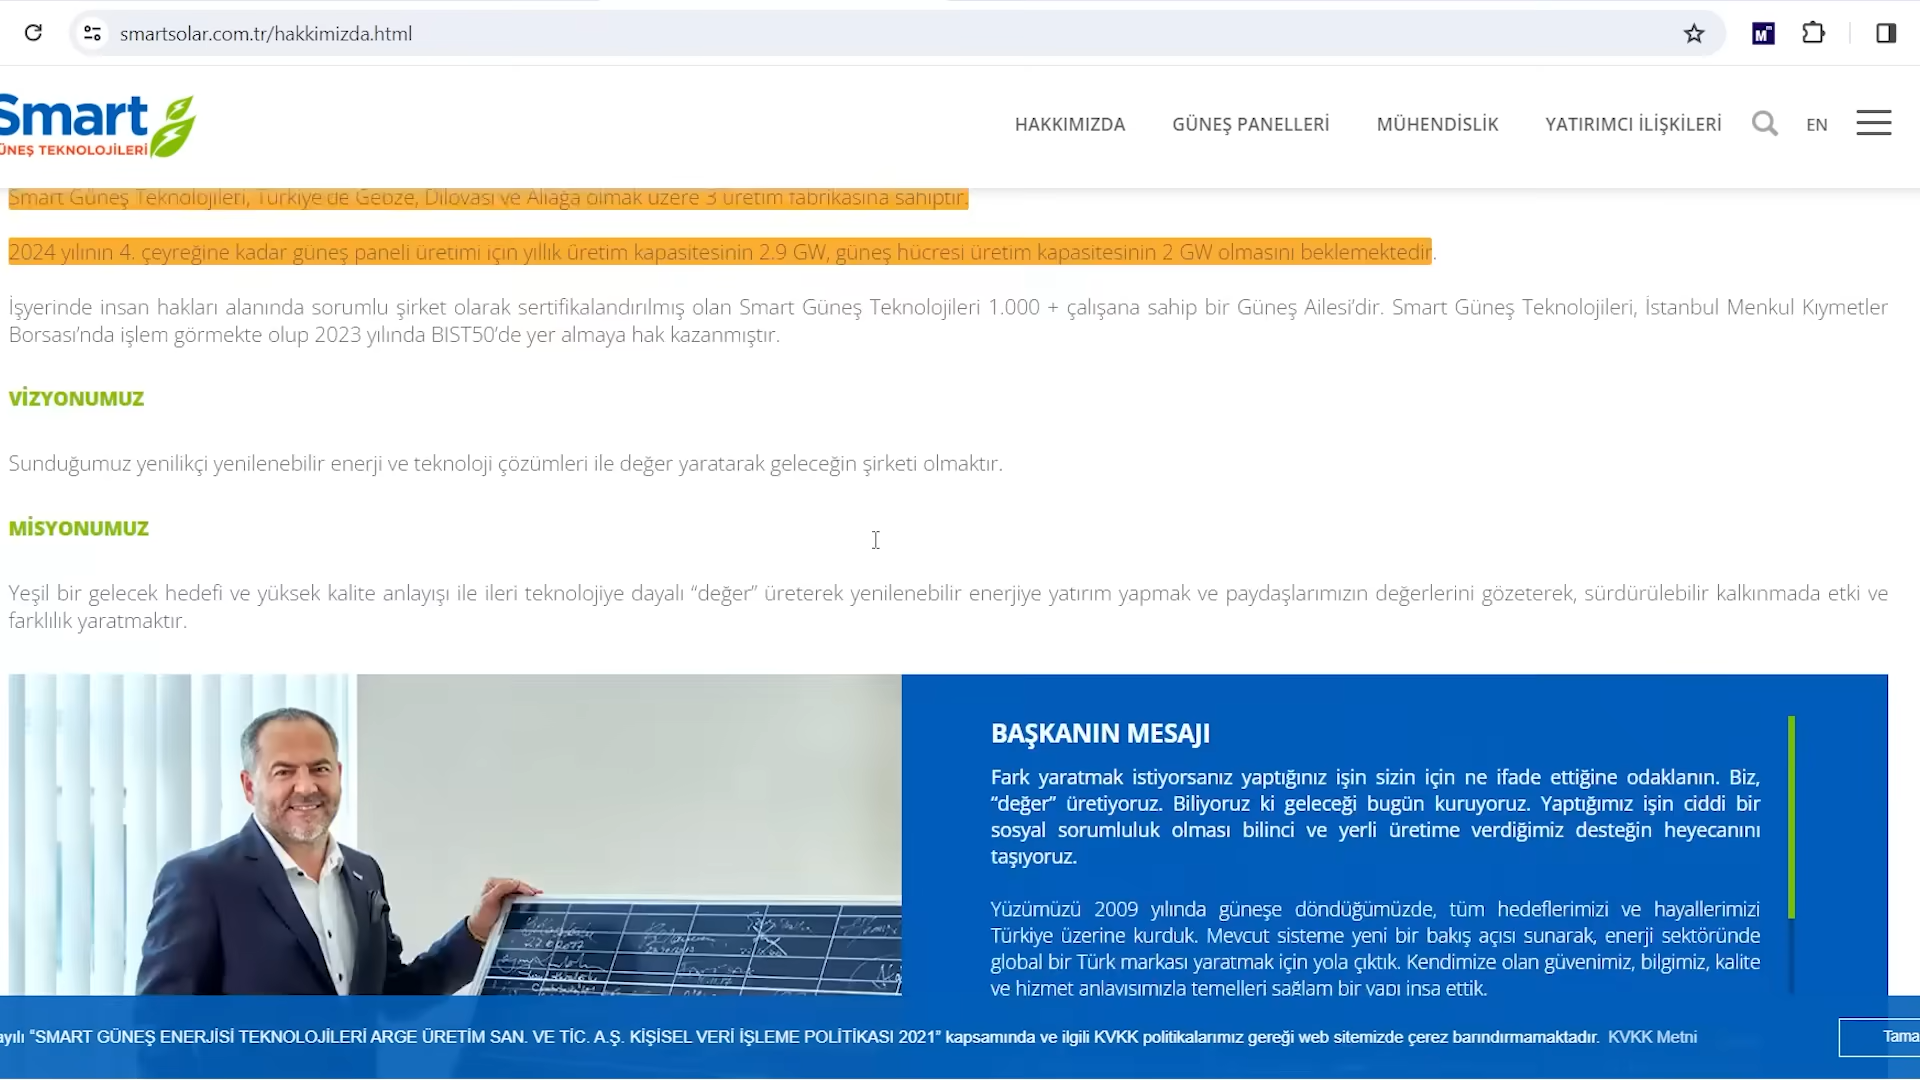 smartsolar.com.tr/hakkimizda.html
Smart
HAKKIMIZDA
GÜNEŞ PANELLERİ
MÜHENDİSLİK
YATIRIMCI İLİŞKİLERİ
EN
TEKNOLOJİLERİ
Smart Güneş Teknolojileri, Türkiye'de Gebze, Dilovası ve Aliağa olmak üzere 3 üretim fabrikasına sahiptir.
2024 yılının 4. çeyreğine kadar güneş paneli üretimi için yıllık üretim kapasitesinin 2.9 GW, güneş hücresi üretim kapasitesinin 2 GW olmasını beklemektedir.
İşyerinde insan hakları alanında sorumlu şirket olarak sertifikalandırılmış olan Smart Güneş Teknolojileri 1.000 + çalışana sahip bir Güneş Ailesi’dir. Smart Güneş Teknolojileri, İstanbul Menkul Kıymetler
Borsası’nda işlem görmekte olup 2023 yılında BIST50’de yer almaya hak kazanmıştır.
VİZYONUMUZ
Sunduğumuz yenilikçi yenilenebilir enerji ve teknoloji çözümleri ile değer yaratarak geleceğin şirketi olmaktır.
MİSYONUMUZ
Yeşil bir gelecek hedefi ve yüksek kalite anlayışı ile ileri teknolojiye dayalı “değer” üreterek yenilenebilir enerjiye yatırım yapmak ve paydaşlarımızın değerlerini gözeterek, sürdürülebilir kalkınmada etki ve
farklılık yaratmaktır.
BAŞKANIN MESAJI
Fark yaratmak istiyorsanız yaptığınız işin sizin için ne ifade ettiğine odaklanın. Biz,
“değer” üretiyoruz. Biliyoruz ki geleceği bugün kuruyoruz. Yaptığımız işin ciddi bir
sosyal sorumluluk olması bilinci ve yerli üretime verdiğimiz desteğin heyecanını
taşıyoruz.
Yüzümüzü 2009 yılında güneşe döndüğümüzde, tüm hedeflerimizi ve hayallerimizi
Türkiye üzerine kurduk. Mevcut sisteme yeni bir bakış açısı sunarak, enerji sektöründe
global bir Türk markası yaratmak için yola çıktık. Kendimize olan güvenimiz, bilgimiz, kalite
ve hizmet anlayışımızla temelleri sağlam bir yapı inşa ettik.
ayılı “SMART GÜNEŞ ENERJİSİ TEKNOLOJİLERİ ARGE ÜRETİM SAN. VE TİC. A.Ş. KİŞİSEL VERİ İŞLEME POLİTİKASI 2021” kapsamında ve ilgili KVKK politikalarımız gereği web sitemizde çerez barındırmamaktadır. KVKK Metni
Tama